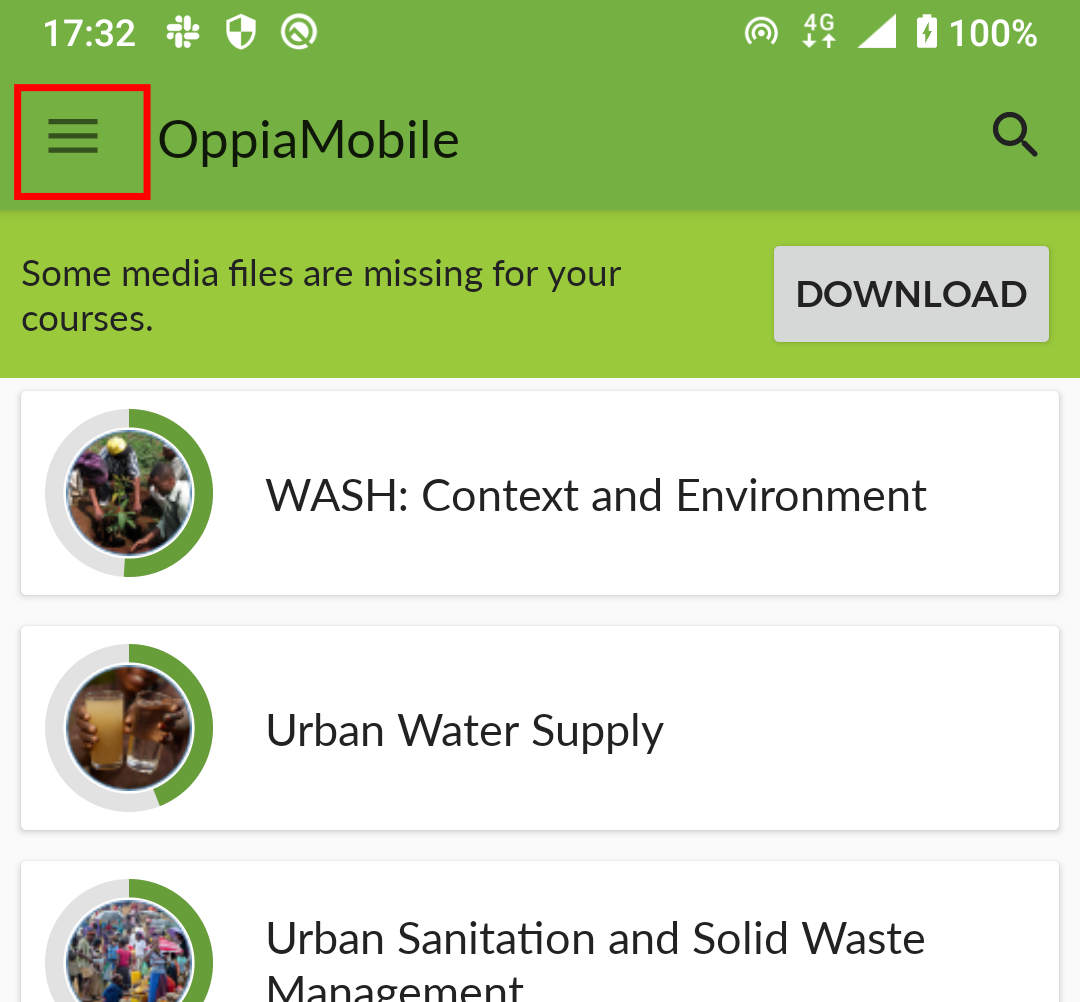 17:32 4G 100%
OppiaMobile
Some media files are missing for your
courses.
DOWNLOAD
WASH: Context and Environment
Urban Water Supply
Urban Sanitation and Solid Waste
Management